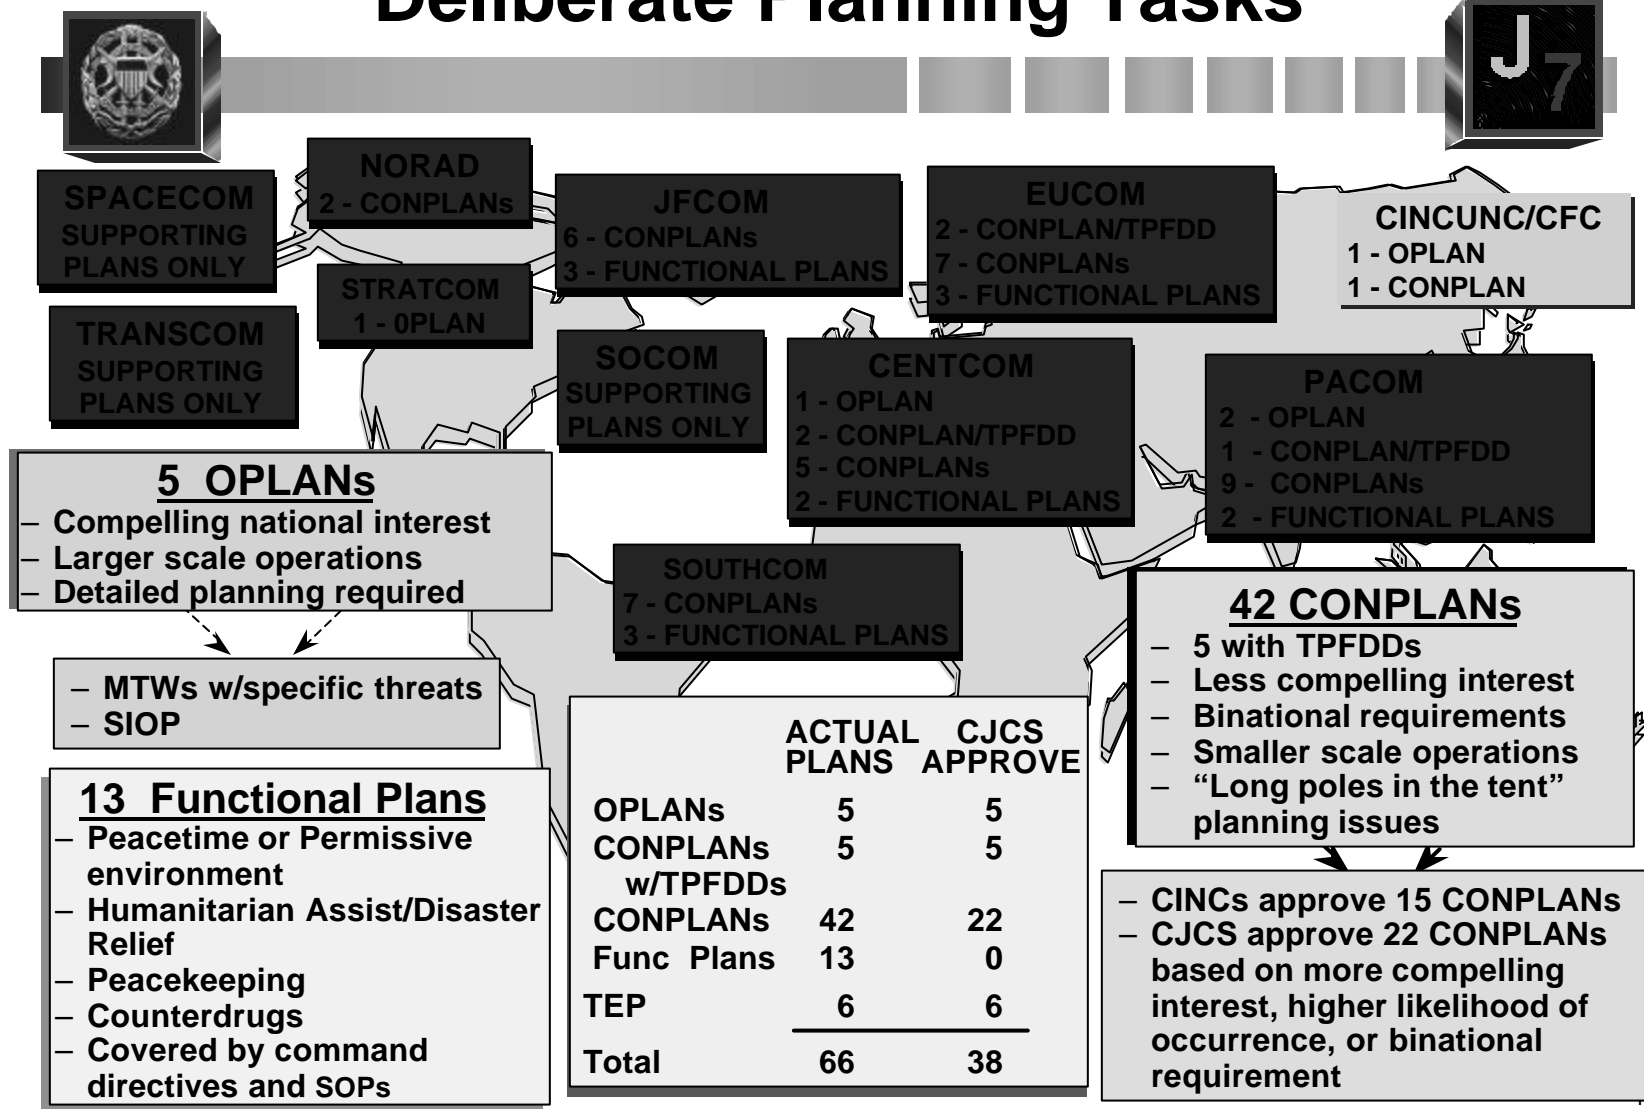 Deliberate Planning Tasks
J7
NORAD
2 - CONPLANs
SPACECOM
SUPPORTING
PLANS ONLY
JFCOM
6 - CONPLANs
3 - FUNCTIONAL PLANS
EUCOM
2 - CONPLAN/TPFDD
7 - CONPLANs
3 - FUNCTIONAL PLANS
CINCUNC/CFC
1 - OPLAN
1 - CONPLAN
STRATCOM
1 - 0PLAN
TRANSCOM
SUPPORTING
PLANS ONLY
SOCOM
SUPPORTING
PLANS ONLY
CENTCOM
1 - OPLAN
2 - CONPLAN/TPFDD
5 - CONPLANs
2 - FUNCTIONAL PLANS
PACOM
2 - OPLAN
1 - CONPLAN/TPFDD
9 - CONPLANs
2 - FUNCTIONAL PLANS
5 OPLANs
– Compelling national interest
– Larger scale operations
– Detailed planning required
– MTWs w/specific threats
– SIOP
SOUTHCOM
7 - CONPLANs
3 - FUNCTIONAL PLANS
42 CONPLANs
– 5 with TPFDDs
– Less compelling interest
– Binational requirements
– Smaller scale operations
– “Long poles in the tent”
planning issues
13 Functional Plans
– Peacetime or Permissive
environment
– Humanitarian Assist/Disaster
Relief
– Peacekeeping
– Counterdrugs
– Covered by command
directives and SOPs
ACTUAL CJCS
PLANS APPROVE
OPLANs 5 5
CONPLANs 5 5
w/TPFDDs
CONPLANs 42 22
Func Plans 13 0
TEP 6 6
Total 66 38
– CINCs approve 15 CONPLANs
– CJCS approve 22 CONPLANs
based on more compelling
interest, higher likelihood of
occurrence, or binational
requirement